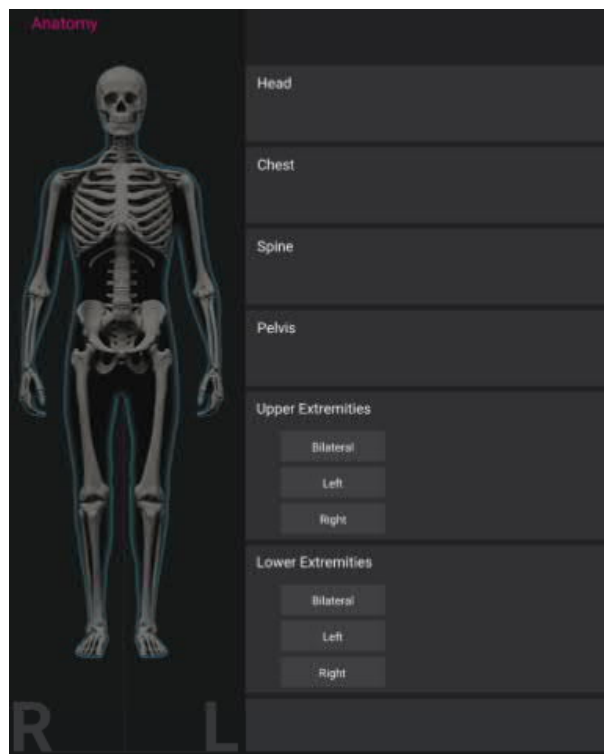 Anatomy
Head
Chest
Spine
Pelvis
Upper Extremities
Bilateral
Left
Right
Lower Extremities
Bilateral
Left
Right
R L